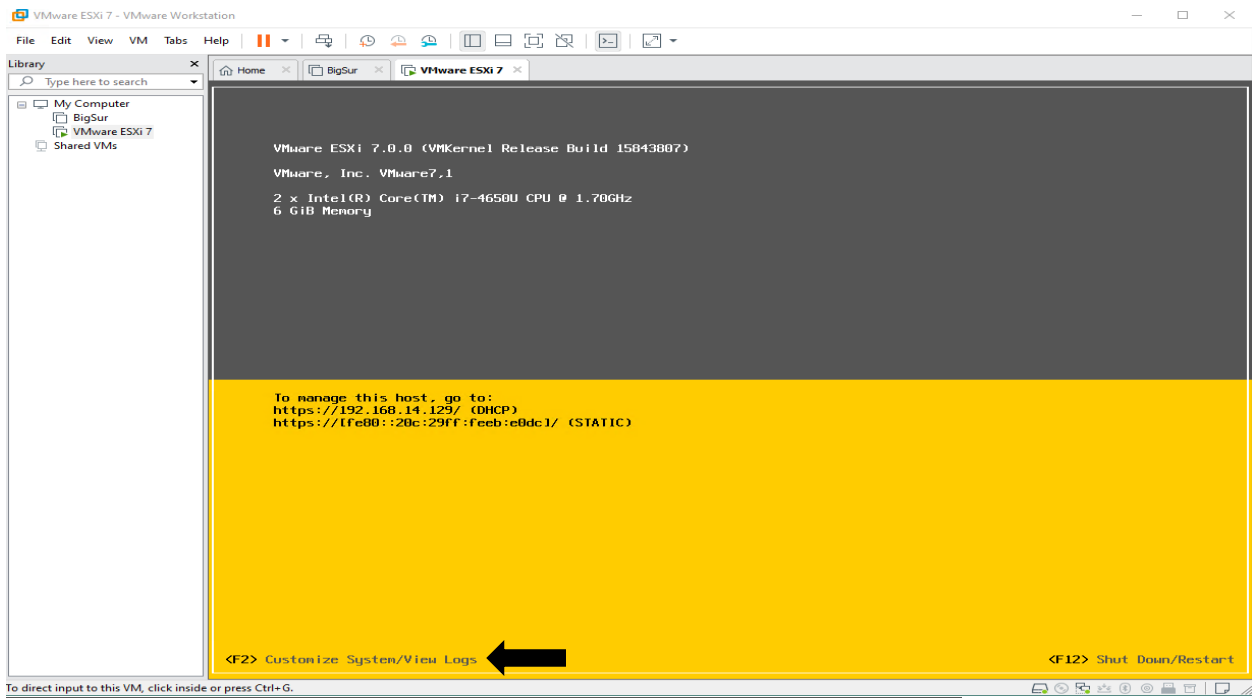 VMware ESXi 7 - VMware Workstation
File Edit View VM Tabs Help
Library
Type here to search
Home
BigSur
VMware ESXi 7
My Computer
BigSur
VMware ESXi 7
Shared VMs
VMware ESXi 7.0.0 (VMKernel Release Build 15843807)
VMware, Inc. VMware7,1
2 x Intel(R) Core(TM) i7-4650U CPU @ 1.70GHz
6 GiB Memory
To manage this host, go to:
https://192.168.14.129/ (DHCP)
https://[fe80::20c:29ff:feeb:e0dc]/ (STATIC)
<F2> Customize System/View Logs
<F12> Shut Down/Restart
To direct input to this VM, click inside or press Ctrl+G.